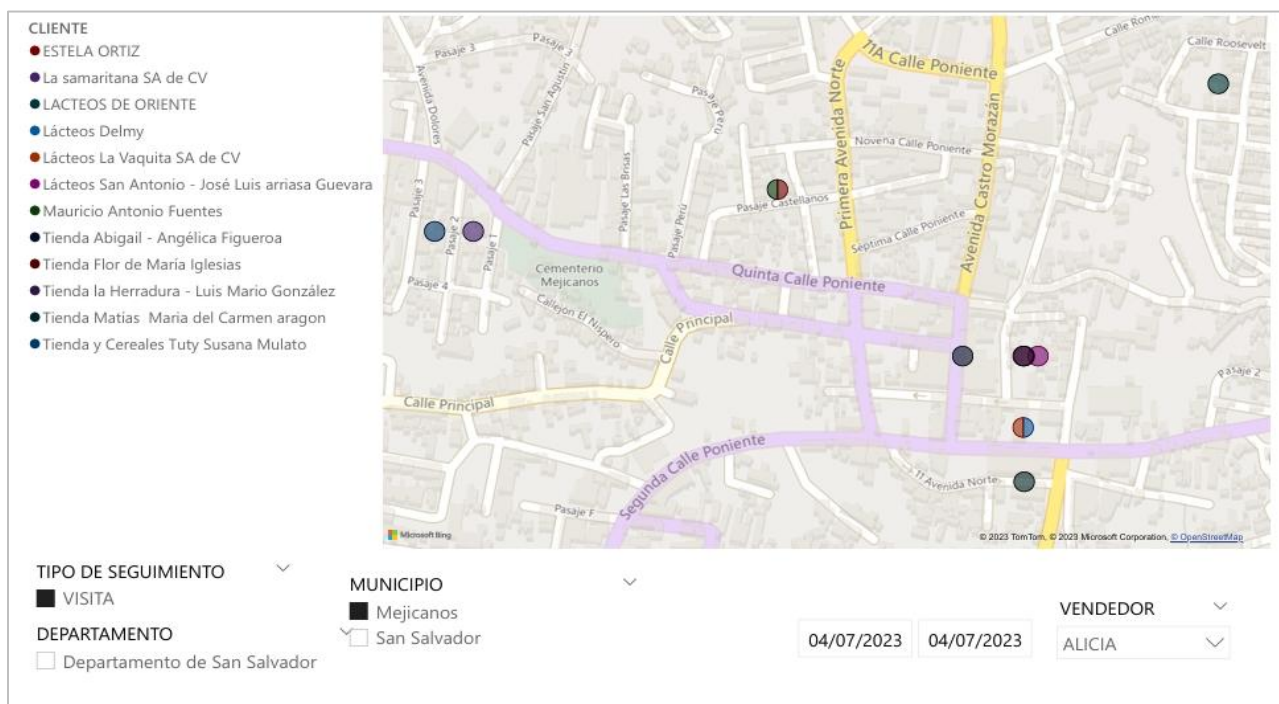 CLIENTE
ESTELA ORTIZ
La samaritana SA de CV
LACTEOS DE ORIENTE
Lácteos Delmy
Lácteos La Vaquita SA de CV
Lácteos San Antonio - José Luis arriasa Guevara
Mauricio Antonio Fuentes
Tienda Abigail - Angélica Figueroa
Tienda Flor de María Iglesias
Tienda la Herradura - Luis Mario González
Tienda Matias  Maria del Carmen aragon
Tienda y Cereales Tuty Susana Mulato
Pasaje 3
Pasaje 3
Avenida Dolores
Pasaje San Agustín
Pasaje Perú
11A Calle Poniente
Calle Roosevelt
Primera Avenida Norte
Avenida Castro Morazán
Novena Calle Poniente
Pasaje Las Brisas
Pasaje Castellanos
Pasaje 3
Pasaje 2
Pasaje 1
Pasaje Perú
Séptima Calle Poniente
Cementerio
Mejicanos
Quinta Calle Poniente
Pasaje 4
Callejón El Níspero
Calle Principal
Pasaje 2
Calle Principal
Segunda Calle Poniente
11 Avenida Norte
Pasaje F
Microsoft Bing
© 2023 TomTom, © 2023 Microsoft Corporation, © OpenStreetMap
TIPO DE SEGUIMIENTO
VISITA
DEPARTAMENTO
Departamento de San Salvador
MUNICIPIO
Mejicanos
San Salvador
04/07/2023 04/07/2023
VENDEDOR
ALICIA